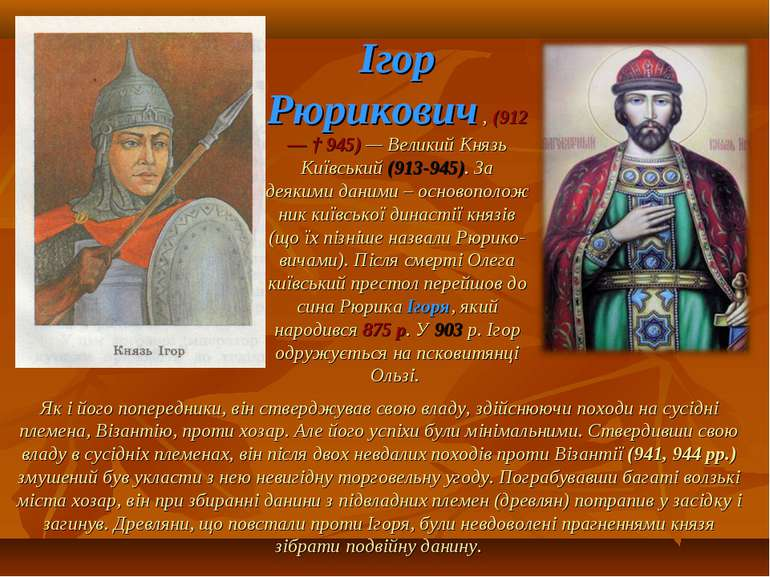 Ігор
Рюрикович , (912
— † 945) — Великий Князь
Київський (913-945). За
деякими даними – основополож
ник київської династії князів
(що їх пізніше назвали Рюрико-
вичами). Після смерті Олега
київський престол перейшов до
сина Рюрика Ігоря, який
народився 875 р. У 903 р. Ігор
одружується на псковитянці
Ользі.
Князь Ігор
Як і його попередники, він стверджував свою владу, здійснюючи походи на сусідні
племена, Візантію, проти хозар. Але його успіхи були мінімальними. Ствердивши свою
владу в сусідніх племенах, він після двох невдалих походів проти Візантії (941, 944 рр.)
змушений був укласти з нею невигідну торговельну угоду. Пограбувавши багаті волзькі
міста хозар, він при збиранні данини з підвладних племен (древлян) потрапив у засідку і
загинув. Древляни, що повстали проти Ігоря, були невдоволені прагненнями князя
зібрати подвійну данину.